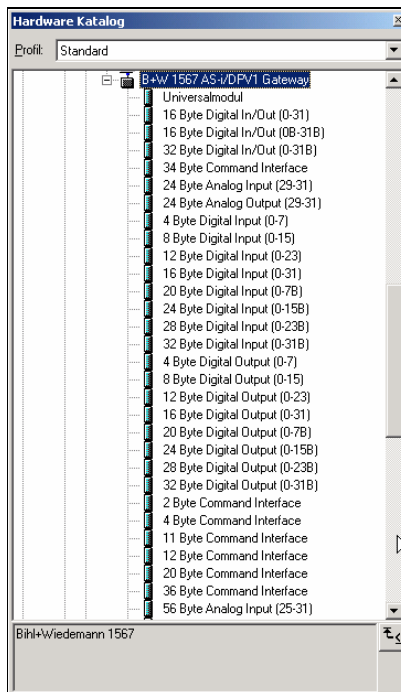 Hardware Katalog
Profil: Standard
B+W 1567 AS-i/DPV1 Gateway
Universalmodul
16 Byte Digital In/Out (0-31)
16 Byte Digital In/Out (0B-31B)
32 Byte Digital In/Out (0-31B)
34 Byte Command Interface
24 Byte Analog Input (29-31)
24 Byte Analog Output (29-31)
4 Byte Digital Input (0-7)
8 Byte Digital Input (0-15)
12 Byte Digital Input (0-23)
16 Byte Digital Input (0-31)
20 Byte Digital Input (0-7B)
24 Byte Digital Input (0-15B)
28 Byte Digital Input (0-23B)
32 Byte Digital Input (0-31B)
4 Byte Digital Output (0-7)
8 Byte Digital Output (0-15)
12 Byte Digital Output (0-23)
16 Byte Digital Output (0-31)
20 Byte Digital Output (0-7B)
24 Byte Digital Output (0-15B)
28 Byte Digital Output (0-23B)
32 Byte Digital Output (0-31B)
2 Byte Command Interface
4 Byte Command Interface
11 Byte Command Interface
12 Byte Command Interface
20 Byte Command Interface
36 Byte Command Interface
56 Byte Analog Input (25-31)
Bihl+Wiedemann 1567